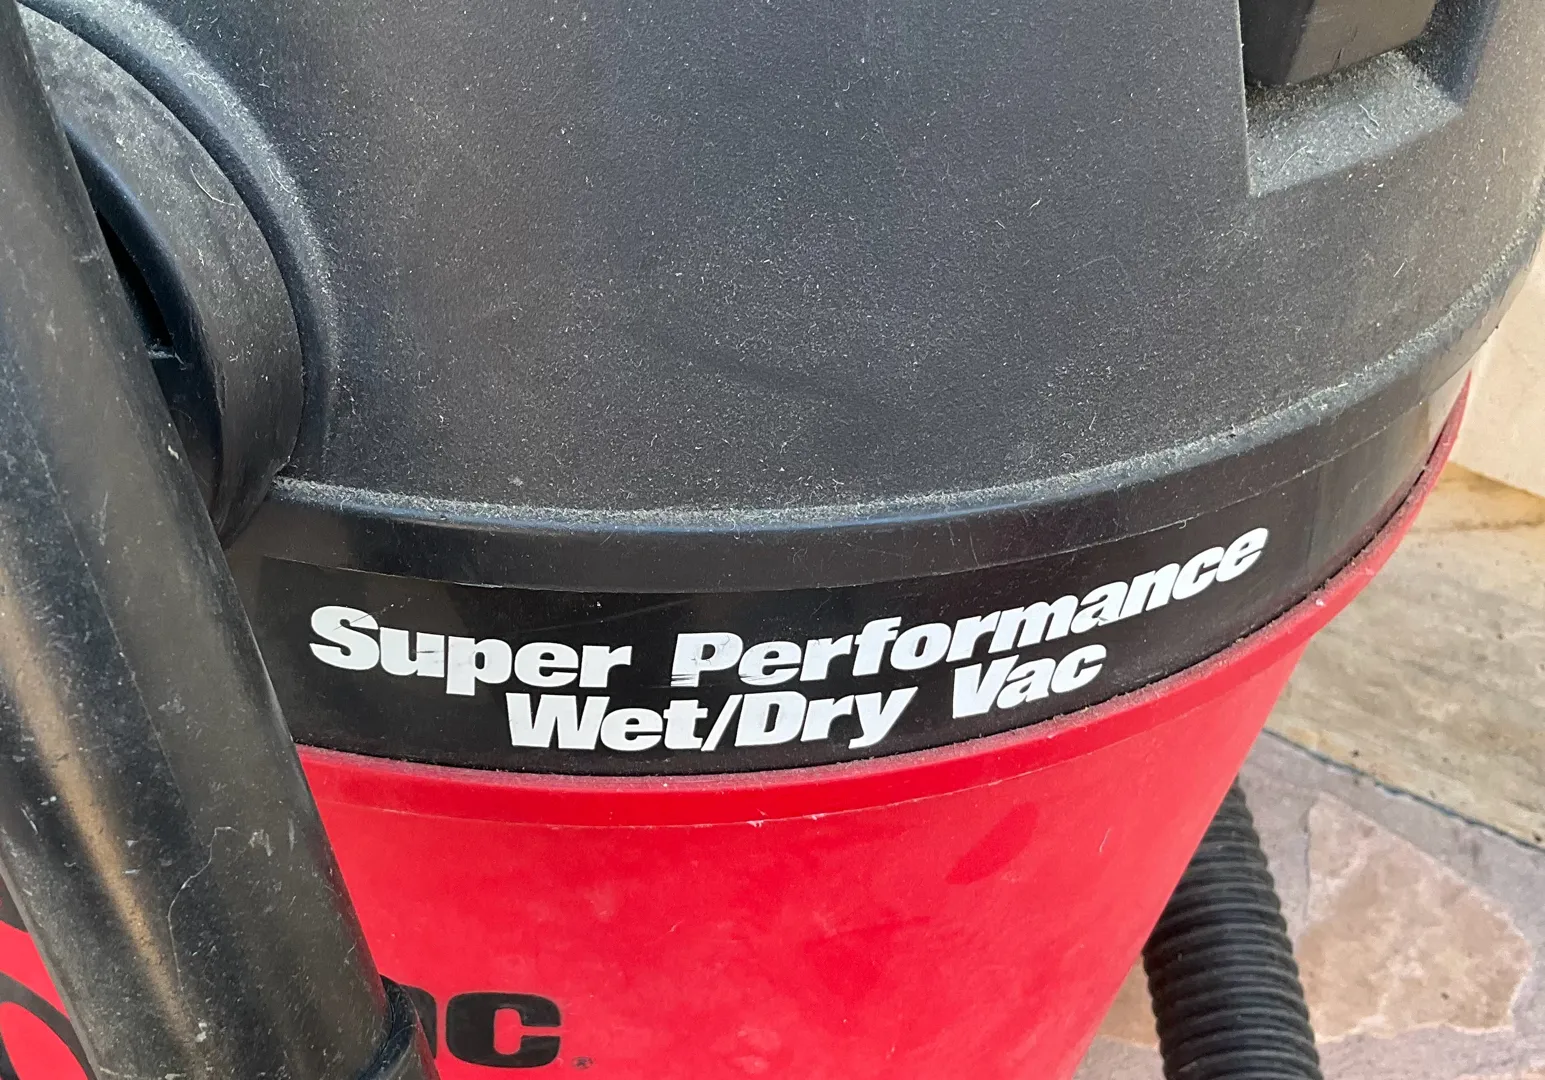 Super Performance
Wet/Dry Vac